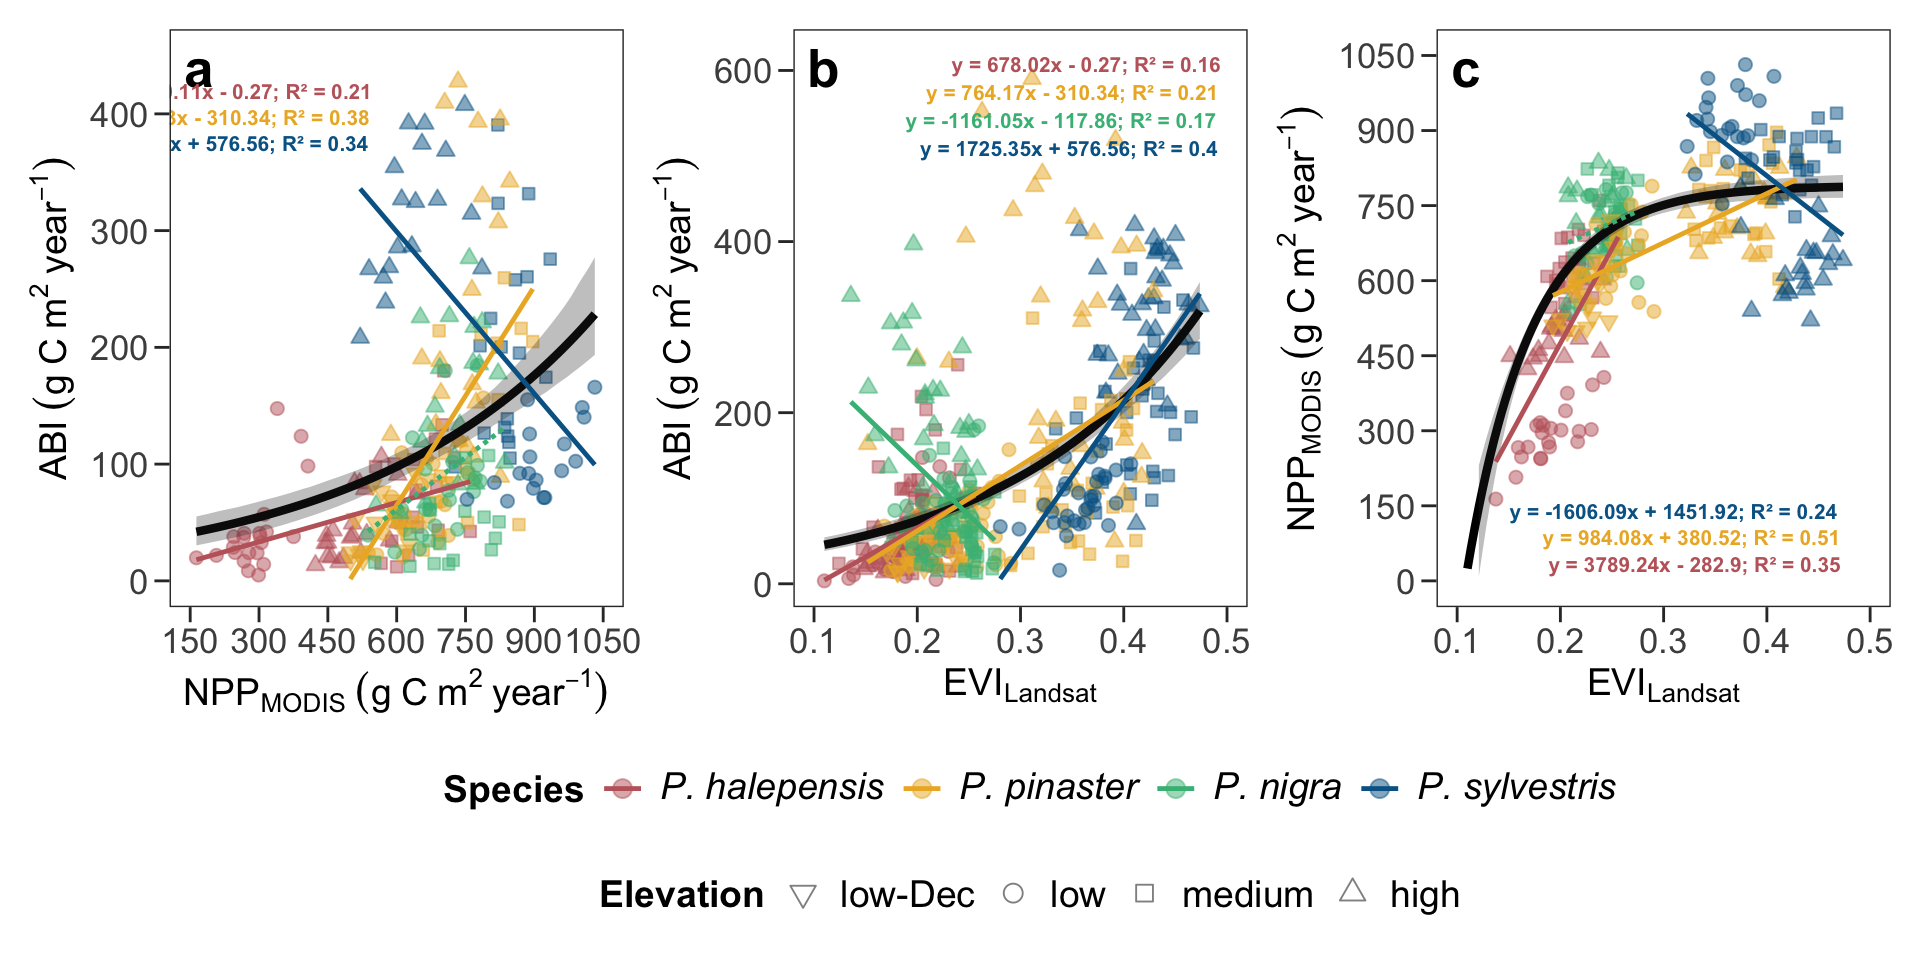 a
.11x - 0.27; R² = 0.21
x - 310.34; R² = 0.38
x + 576.56; R² = 0.34
400
300
200
100
0
150 300 450 600 750 900 1050
ABI (g C m² year⁻¹)
NPP_MODIS (g C m² year⁻¹)
b
y = 678.02x - 0.27; R² = 0.16
y = 764.17x - 310.34; R² = 0.21
y = -1161.05x - 117.86; R² = 0.17
y = 1725.35x + 576.56; R² = 0.4
600
400
200
0
0.1 0.2 0.3 0.4 0.5
ABI (g C m² year⁻¹)
EVI_Landsat
c
1050
900
750
600
450
300
150
0
y = -1606.09x + 1451.92; R² = 0.24
y = 984.08x + 380.52; R² = 0.51
y = 3789.24x - 282.9; R² = 0.35
0.1 0.2 0.3 0.4 0.5
NPP_MODIS (g C m² year⁻¹)
EVI_Landsat
Species P. halepensis P. pinaster P. nigra P. sylvestris
Elevation low-Dec low medium high